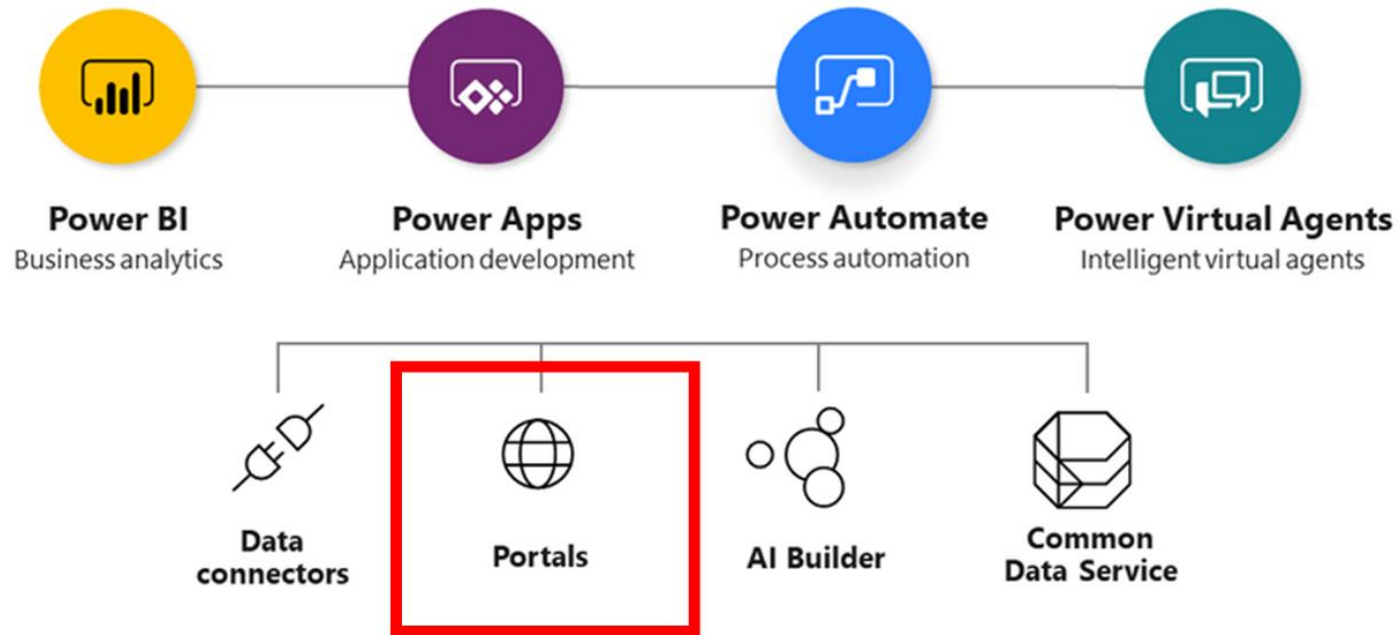 Power BI
Business analytics
Power Apps
Application development
Power Automate
Process automation
Power Virtual Agents
Intelligent virtual agents
Data
connectors
Portals
AI Builder
Common
Data Service